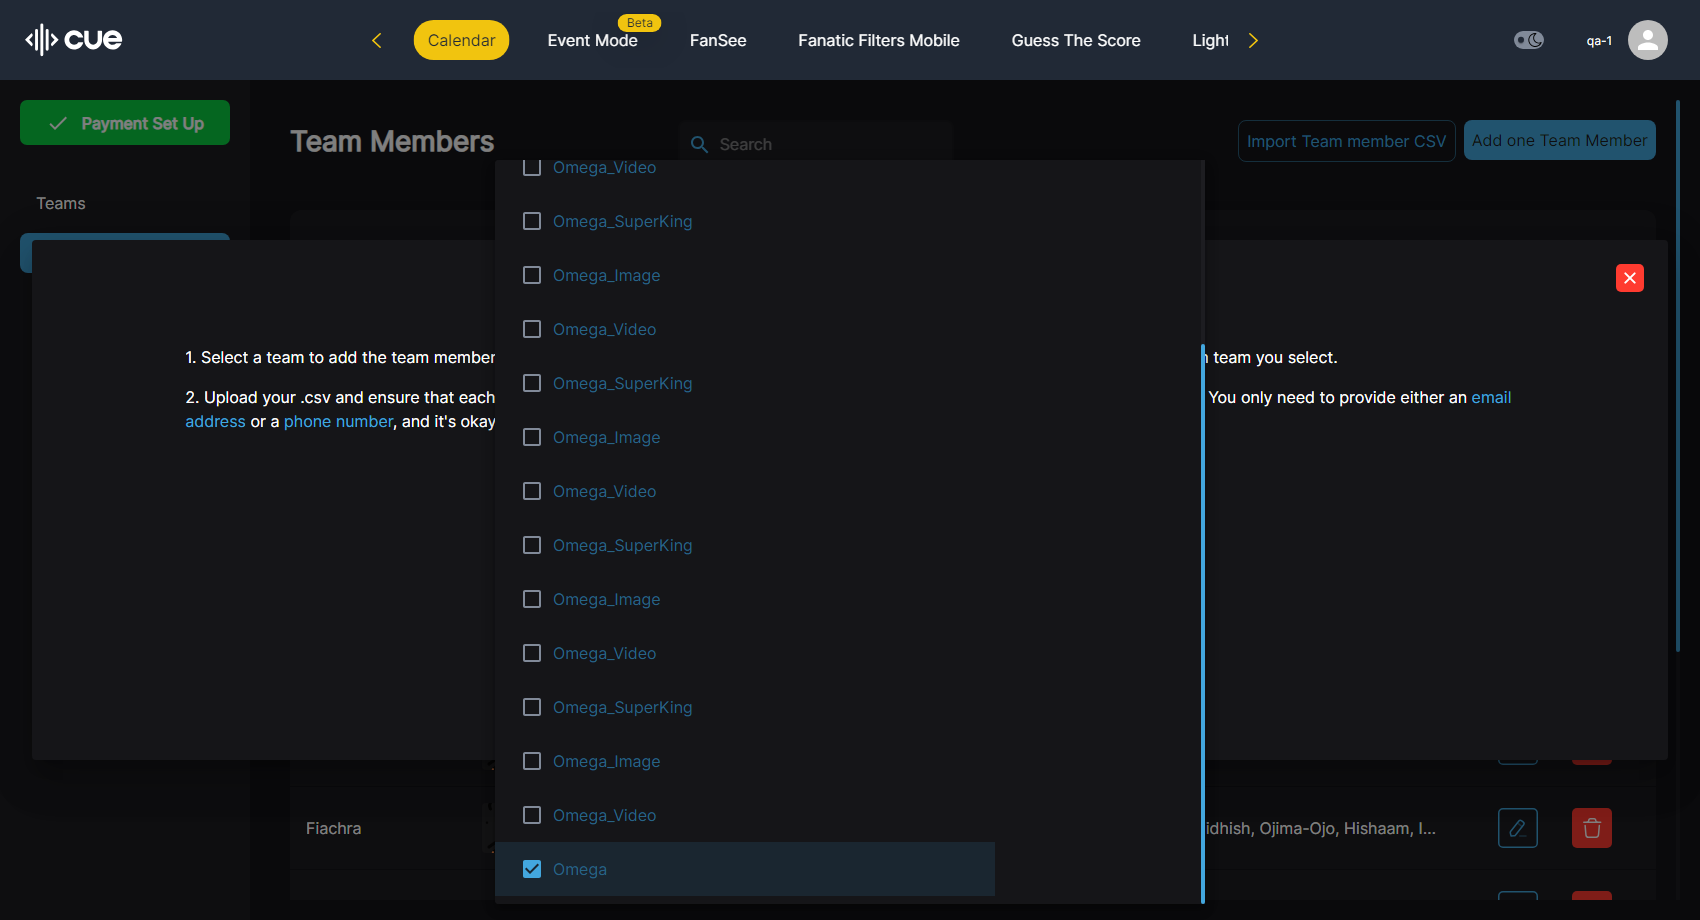 cue
Calendar
Event Mode
Beta
FanSee
Fanatic Filters Mobile
Guess The Score
Light
qa-1
Payment Set Up
Teams
Team Members
Search
Import Team member CSV
Add one Team Member
Omega_Video
Omega_SuperKing
Omega_Image
Omega_Video
Omega_SuperKing
Omega_Image
Omega_Video
Omega_SuperKing
Omega_Image
Omega_Video
Omega_SuperKing
Omega_Image
Omega_Video
Omega
1. Select a team to add the team member
team you select.
2. Upload your .csv and ensure that each
You only need to provide either an email
address or a phone number, and it's okay
Fiachra
idhish, Ojima-Ojo, Hishaam, I...